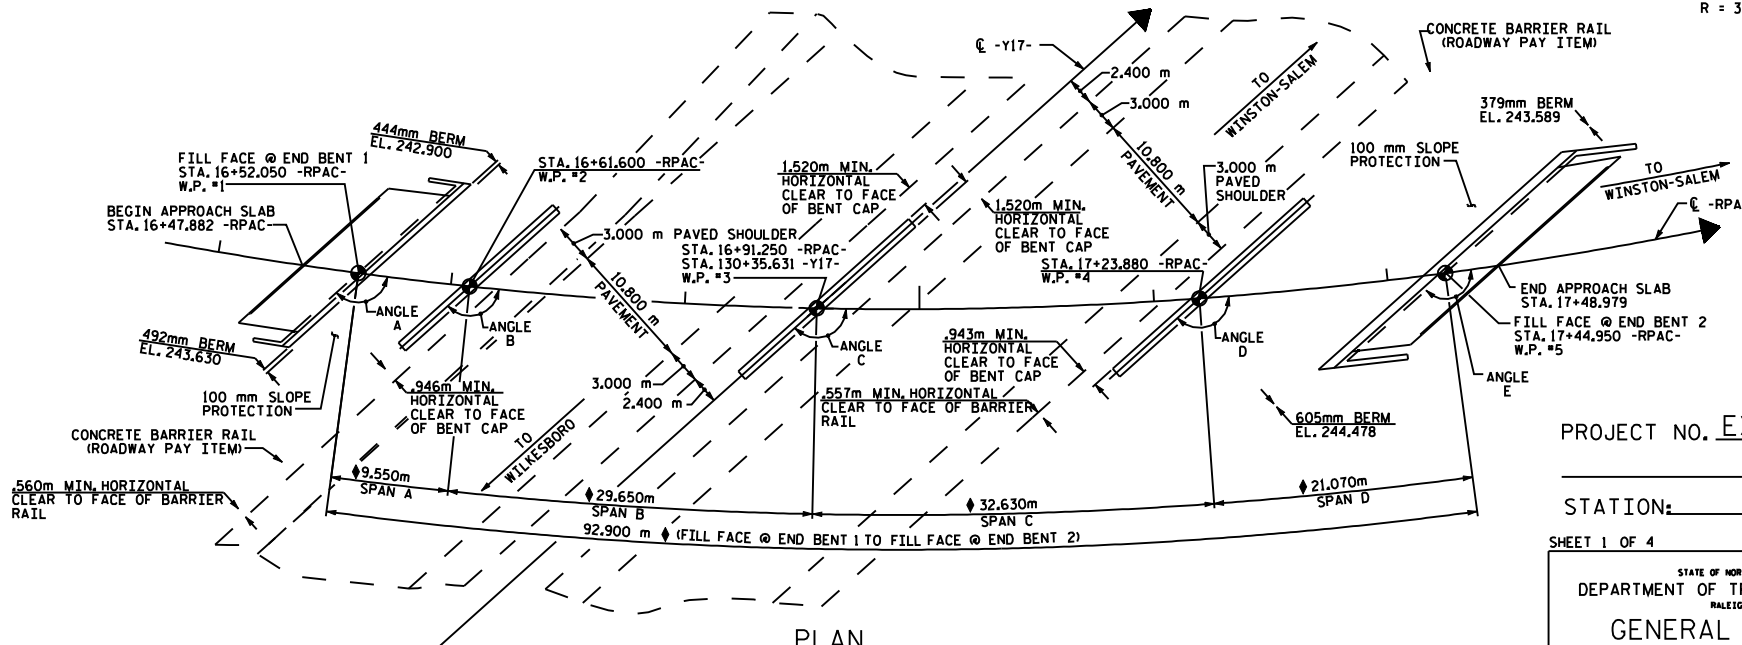 R = 3
CONCRETE BARRIER RAIL
(ROADWAY PAY ITEM)
℄ -Y17-
2.400 m
3.000 m
TO
WINSTON-SALEM
10.800 m
PAVEMENT
3.000 m
PAVED
SHOULDER
379mm BERM
EL. 243.589
100 mm SLOPE
PROTECTION
TO
WINSTON-SALEM
℄ -RPA
444mm BERM
EL. 242.900
FILL FACE @ END BENT 1
STA. 16+52.050 -RPAC-
W.P. #1
STA. 16+61.600 -RPAC-
W.P. #2
BEGIN APPROACH SLAB
STA. 16+47.882 -RPAC-
1.520m MIN.
HORIZONTAL
CLEAR TO FACE
OF BENT CAP
1.520m MIN.
HORIZONTAL
CLEAR TO FACE
OF BENT CAP
3.000 m PAVED SHOULDER
STA. 16+91.250 -RPAC-
STA. 130+35.631 -Y17-
W.P. #3
STA. 17+23.880 -RPAC-
W.P. #4
10.800 m
PAVEMENT
END APPROACH SLAB
STA. 17+48.979
FILL FACE @ END BENT 2
STA. 17+44.950 -RPAC-
W.P. #5
ANGLE
A
ANGLE
B
ANGLE
C
ANGLE
D
ANGLE
E
492mm BERM
EL. 243.630
100 mm SLOPE
PROTECTION
.946m MIN.
HORIZONTAL
CLEAR TO FACE
OF BENT CAP
3.000 m
2.400 m
.943m MIN.
HORIZONTAL
CLEAR TO FACE
OF BENT CAP
.557m MIN. HORIZONTAL
CLEAR TO FACE OF BARRIER
RAIL
605mm BERM
EL. 244.478
CONCRETE BARRIER RAIL
(ROADWAY PAY ITEM)
TO
WILKESBORO
.560m MIN. HORIZONTAL
CLEAR TO FACE OF BARRIER
RAIL
♦9.550m
SPAN A
♦29.650m
SPAN B
♦32.630m
SPAN C
♦21.070m
SPAN D
92.900 m ♦ (FILL FACE @ END BENT 1 TO FILL FACE @ END BENT 2)
PLAN
PROJECT NO.
STATION:
SHEET 1 OF 4
STATE OF NOR
DEPARTMENT OF T
RALEIG
GENERAL